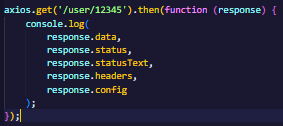 axios.get('/user/12345').then(function (response) {
    console.log(
        response.data,
        response.status,
        response.statusText,
        response.headers,
        response.config
    );
});